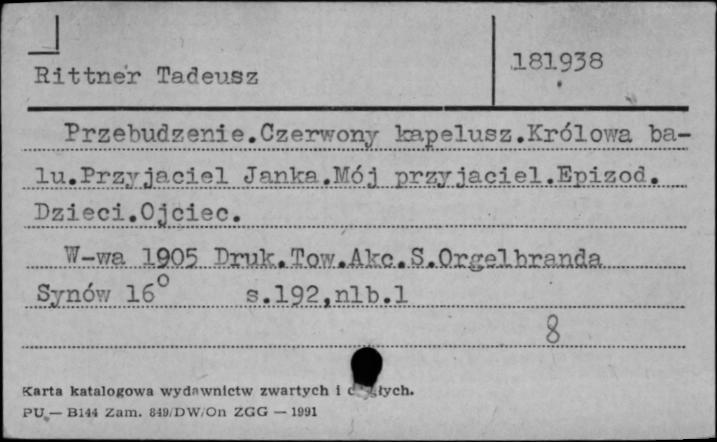 Rittner Tadeusz
181938
Przebudzenie.Czerwony kapelusz.Królowa ba-
lu.Przyjaciel Janka.Mój przyjaciel.Epizod.
Dzieci.Ojciec.
W-wa 1905 Druk.Tow.Akc.S.Orgelbranda
Synów 16° s.192,nlb.1
8
Karta katalogowa wydawnictw zwartych i
PU — B144 Zam. 849/DW/On ZGG — 1991